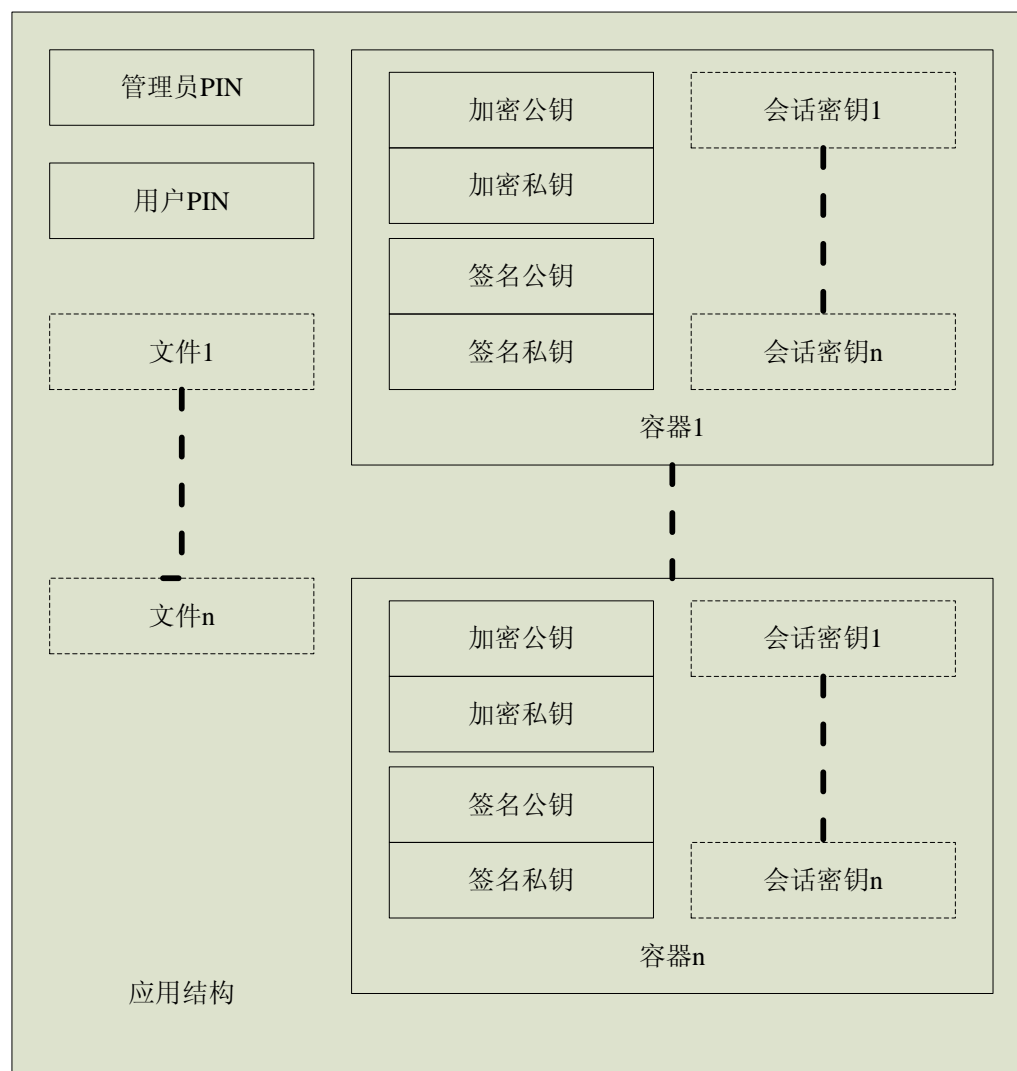 管理员PIN
用户PIN
文件1
文件n
加密公钥
加密私钥
签名公钥
签名私钥
会话密钥1
会话密钥n
容器1
加密公钥
加密私钥
签名公钥
签名私钥
会话密钥1
会话密钥n
容器n
应用结构